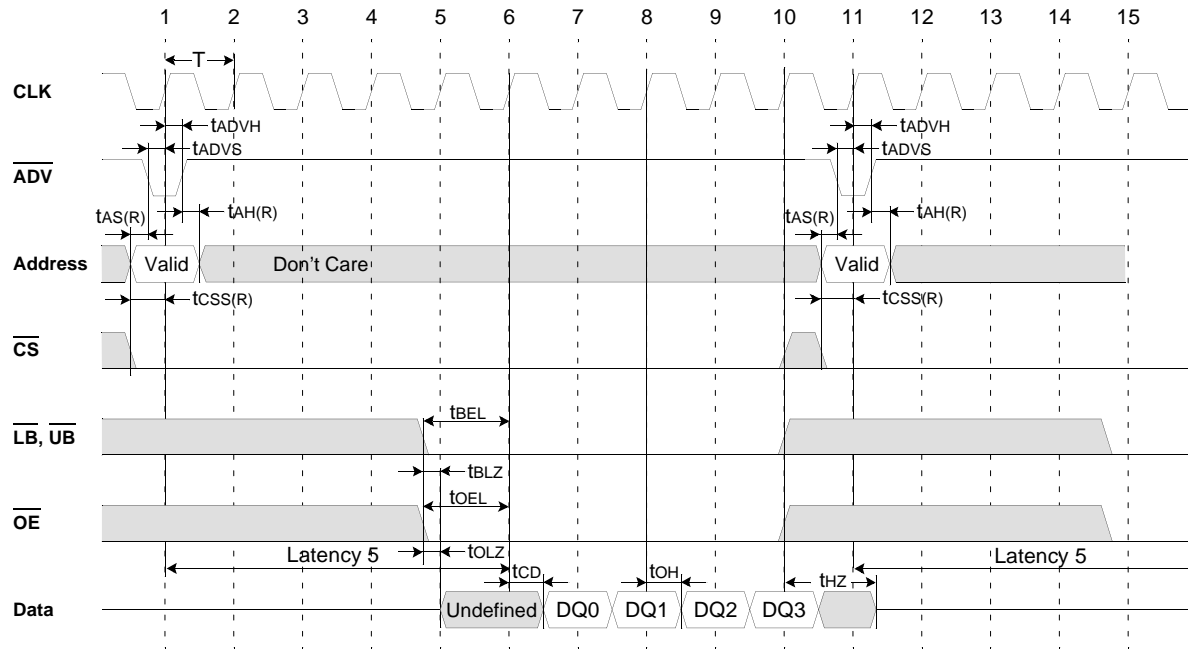 1 2 3 4 5 6 7 8 9 10 11 12 13 14 15
T
CLK
tADVH tADVH
tADVS tADVS
ADV
tAS(R) tAH(R) tAS(R) tAH(R)
Address Valid Don't Care Valid
tCSS(R) tCSS(R)
CS
tBEL
LB, UB
tBLZ
tOEL
OE
tOLZ
Latency 5 Latency 5
tCD tOH tHZ
Data Undefined DQ0 DQ1 DQ2 DQ3